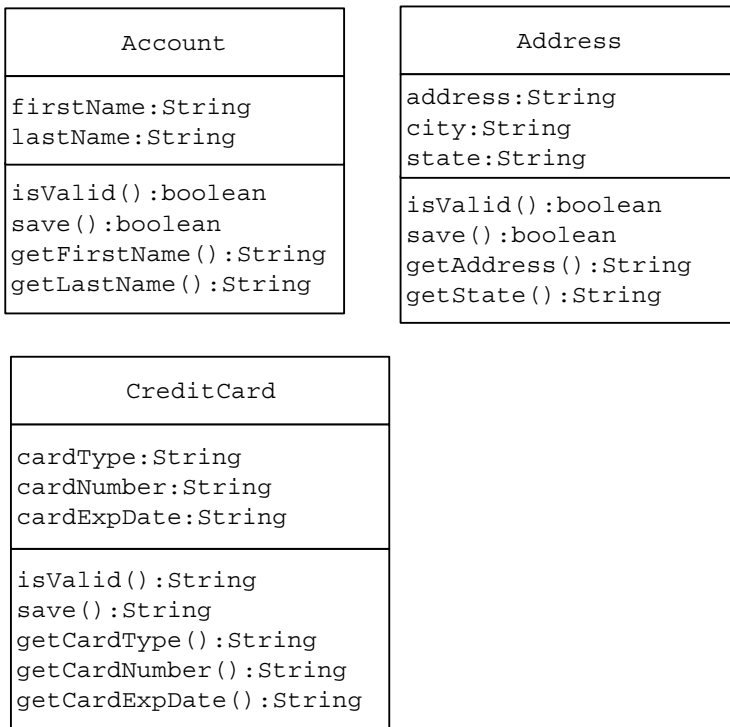 Account
firstName:String
lastName:String
isValid():boolean
save():boolean
getFirstName():String
getLastName():String
Address
address:String
city:String
state:String
isValid():boolean
save():boolean
getAddress():String
getState():String
CreditCard
cardType:String
cardNumber:String
cardExpDate:String
isValid():String
save():String
getCardType():String
getCardNumber():String
getCardExpDate():String